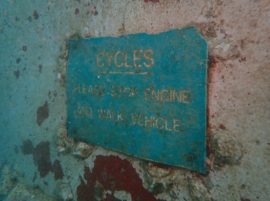 CYCLES
PLEASE STOP ENGINE
AND WALK VEHICLE